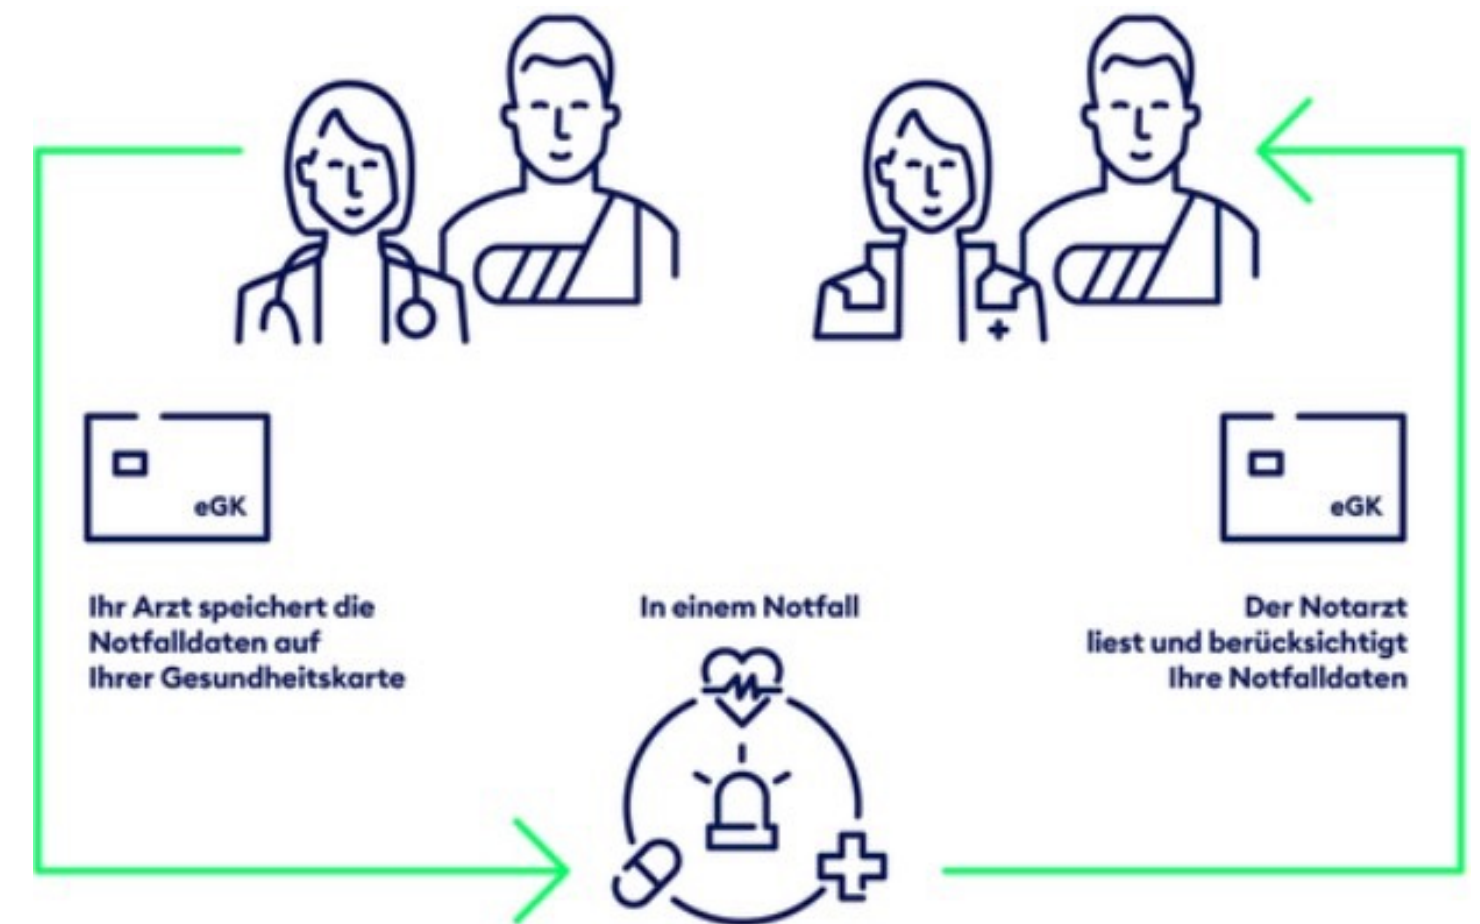 eGK
Ihr Arzt speichert die
Notfalldaten auf
Ihrer Gesundheitskarte
In einem Notfall
eGK
Der Notarzt
liest und berücksichtigt
Ihre Notfalldaten